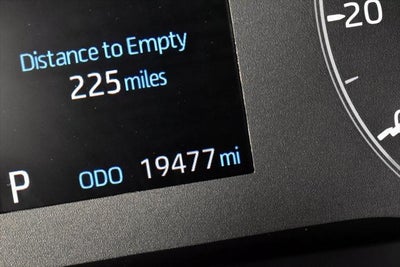 Distance to Empty
225 miles
P ODO 19477 mi
20